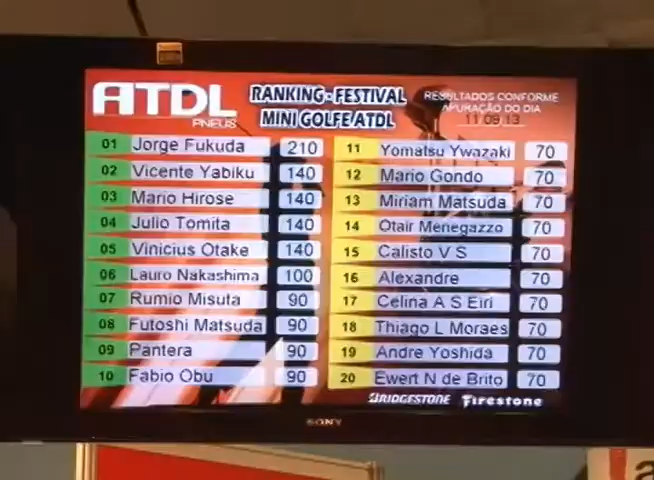 ATDL
PNEUS
RANKING-FESTIVAL
MINI GOLFE/ATDL
RESULTADOS CONFORME
APURAÇÃO DO DIA
11 09 13
01 Jorge Fukuda 210
02 Vicente Yabiku 140
03 Mario Hirose 140
04 Julio Tomita 140
05 Vinicius Otake 140
06 Lauro Nakashima 100
07 Rumio Misuta 90
08 Futoshi Matsuda 90
09 Pantera 90
10 Fabio Obu 90
11 Yomatsu Ywazaki 70
12 Mario Gondo 70
13 Miriam Matsuda 70
14 Otair Menegazzo 70
15 Calisto V S 70
16 Alexandre 70
17 Celina A S Eiri 70
18 Thiago L Moraes 70
19 Andre Yoshida 70
20 Ewert N de Brito 70
BRIDGESTONE Firestone
SONY